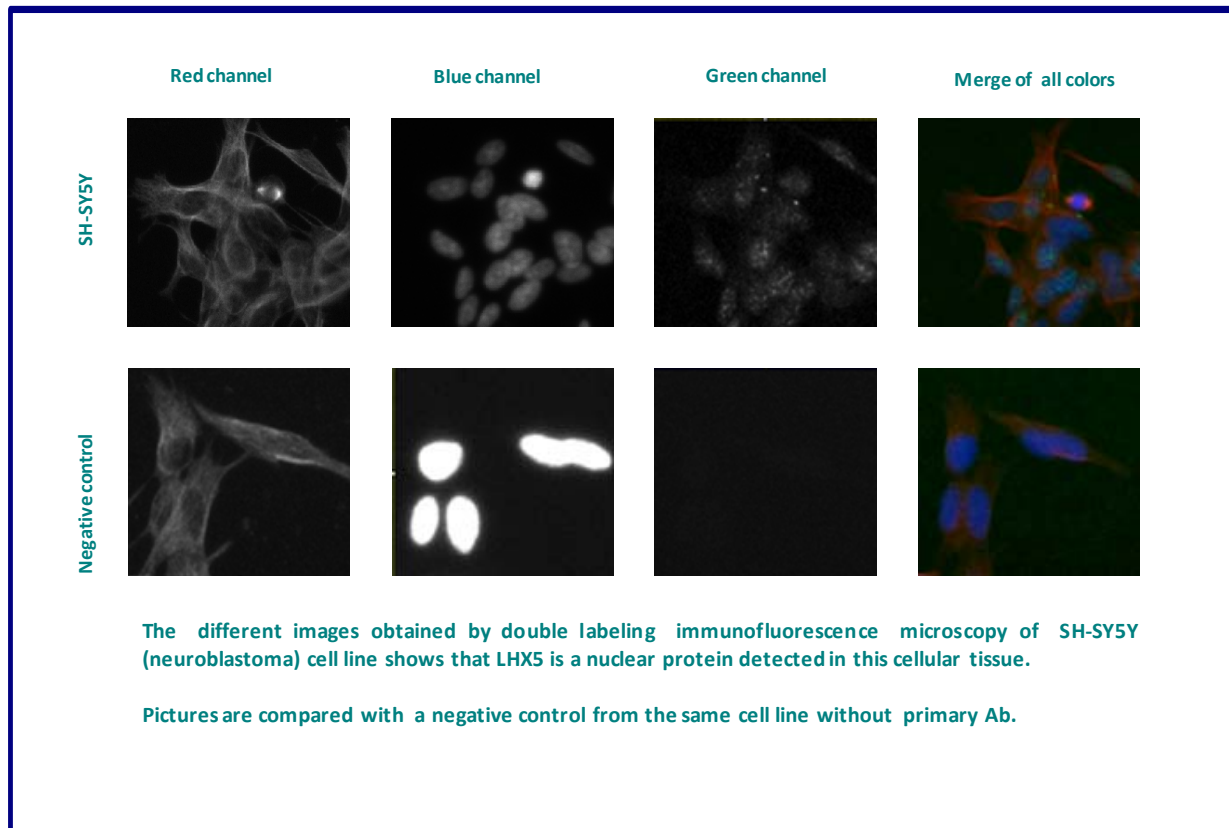 Red channel
Blue channel
Green channel
Merge of all colors
SH-SY5Y
Negative control
The different images obtained by double labeling immunofluorescence microscopy of SH-SY5Y
(neuroblastoma) cell line shows that LHX5 is a nuclear protein detected in this cellular tissue.
Pictures are compared with a negative control from the same cell line without primary Ab.